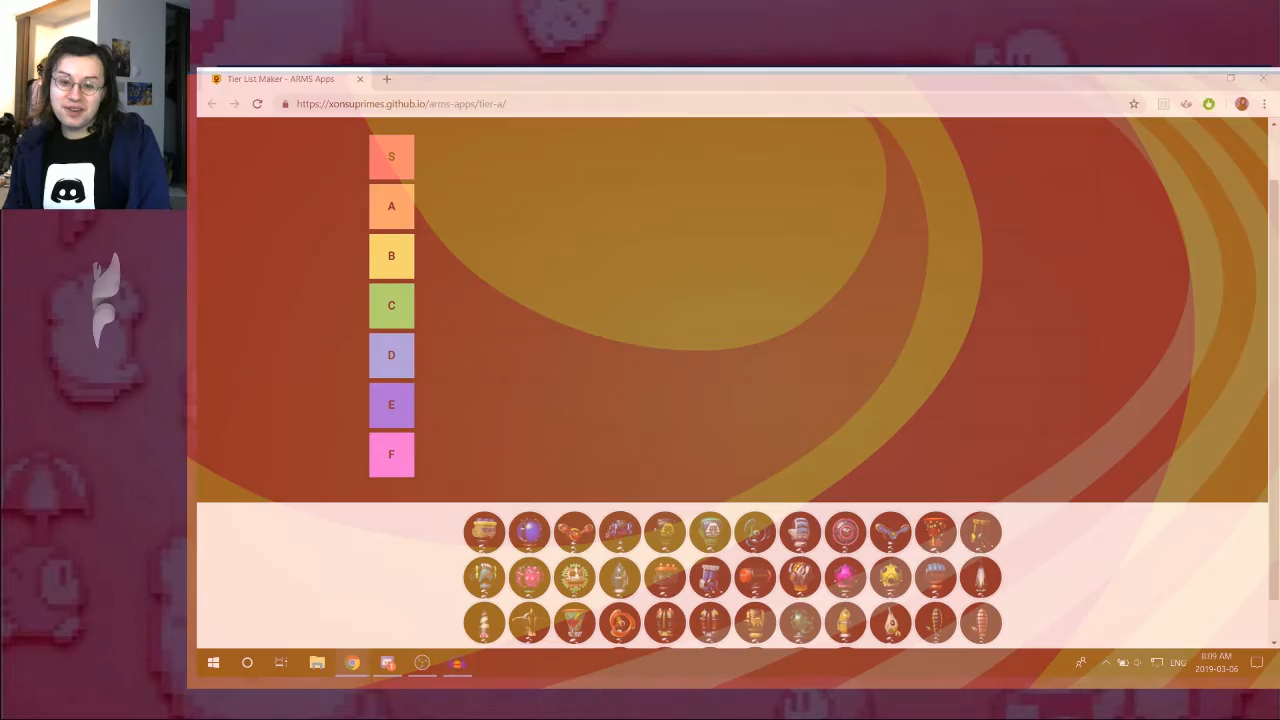 Tier List Maker - ARMS Apps
https://xonsuprimes.github.io/arms-apps/tier-a/
S
A
B
C
D
E
F
ENG
8:09 AM
2019-03-06